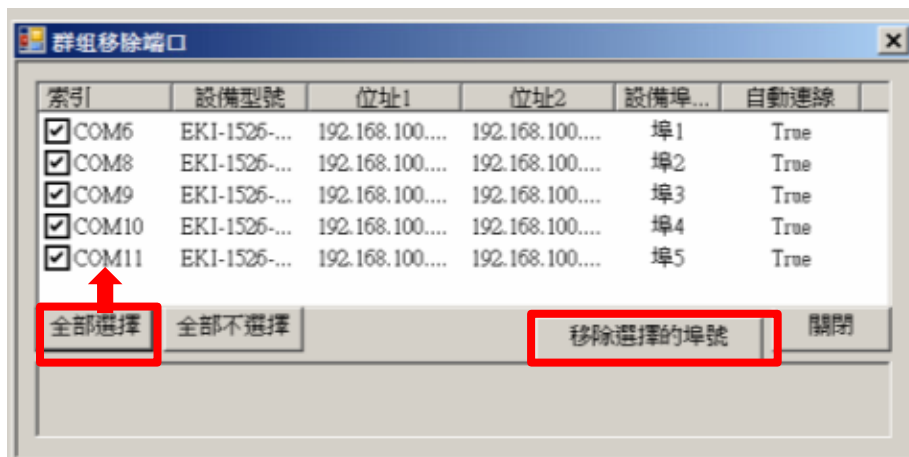 群组移除端口
索引 設備型號 位址1 位址2 設備埠... 自動連線
COM6 EKI-1526-... 192.168.100.... 192.168.100.... 埠1 True
COM8 EKI-1526-... 192.168.100.... 192.168.100.... 埠2 True
COM9 EKI-1526-... 192.168.100.... 192.168.100.... 埠3 True
COM10 EKI-1526-... 192.168.100.... 192.168.100.... 埠4 True
COM11 EKI-1526-... 192.168.100.... 192.168.100.... 埠5 True
全部選擇 全部不選擇 移除選擇的埠號 關閉